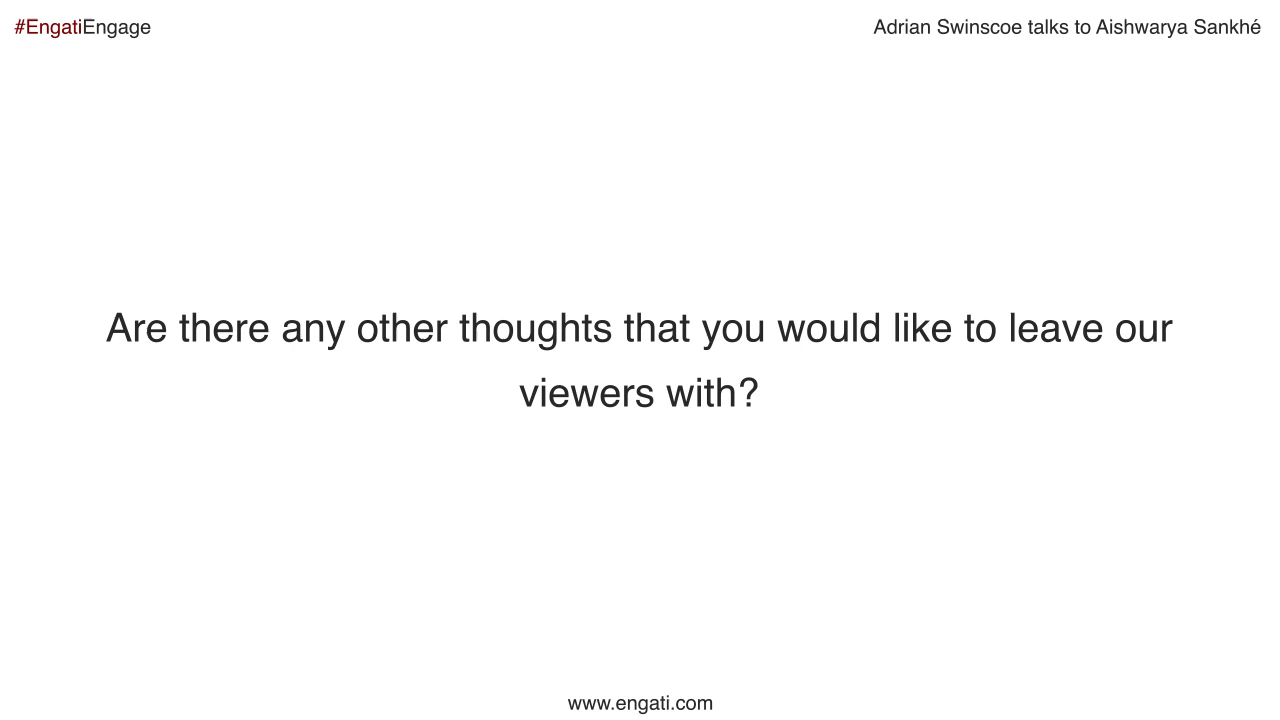 #EngatiEngage
Adrian Swinscoe talks to Aishwarya Sankhé
Are there any other thoughts that you would like to leave our
viewers with?
www.engati.com